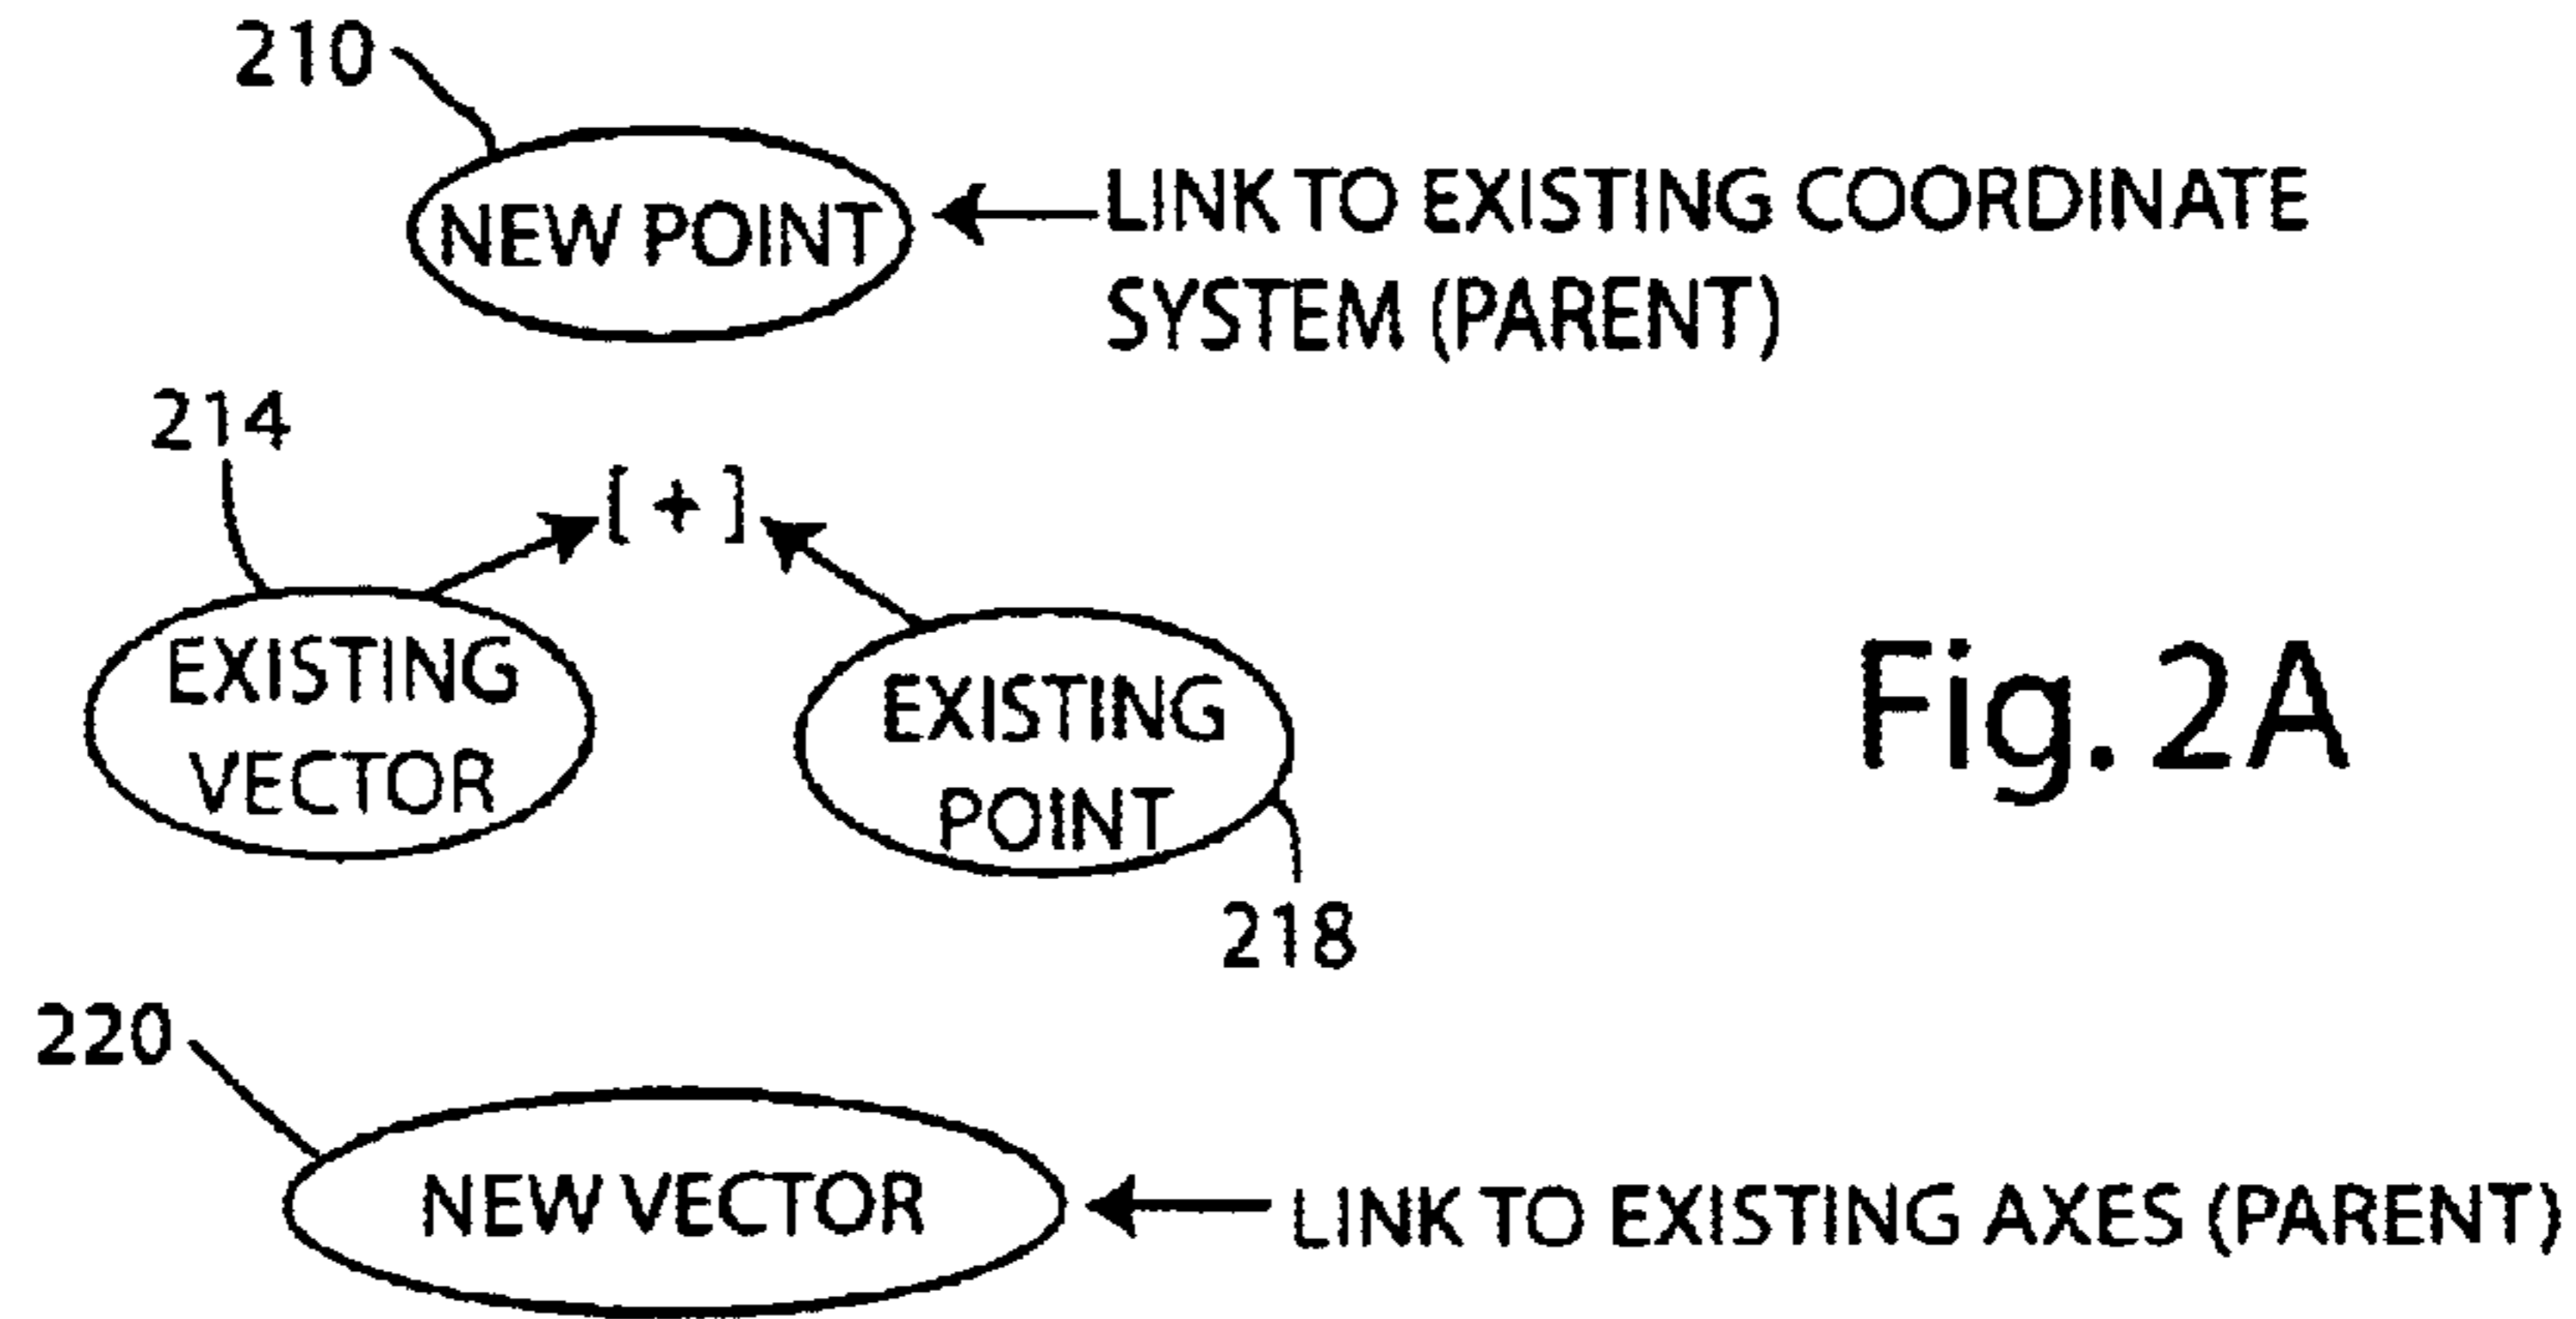 210
NEW POINT
LINK TO EXISTING COORDINATE
SYSTEM (PARENT)
214
[ + ]
EXISTING
VECTOR
EXISTING
POINT
218
Fig. 2A
220
NEW VECTOR
LINK TO EXISTING AXES (PARENT)